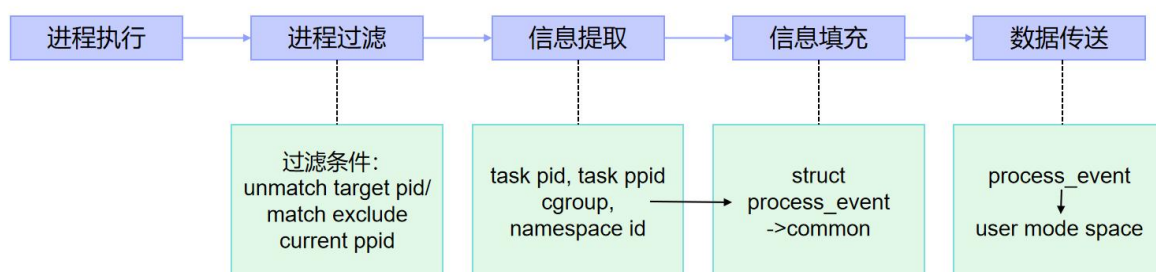 进程执行
进程过滤
信息提取
信息填充
数据传送
过滤条件:
unmatch target pid/
match exclude
current ppid
task pid, task ppid
cgroup,
namespace id
struct
process_event
->common
process_event
user mode space